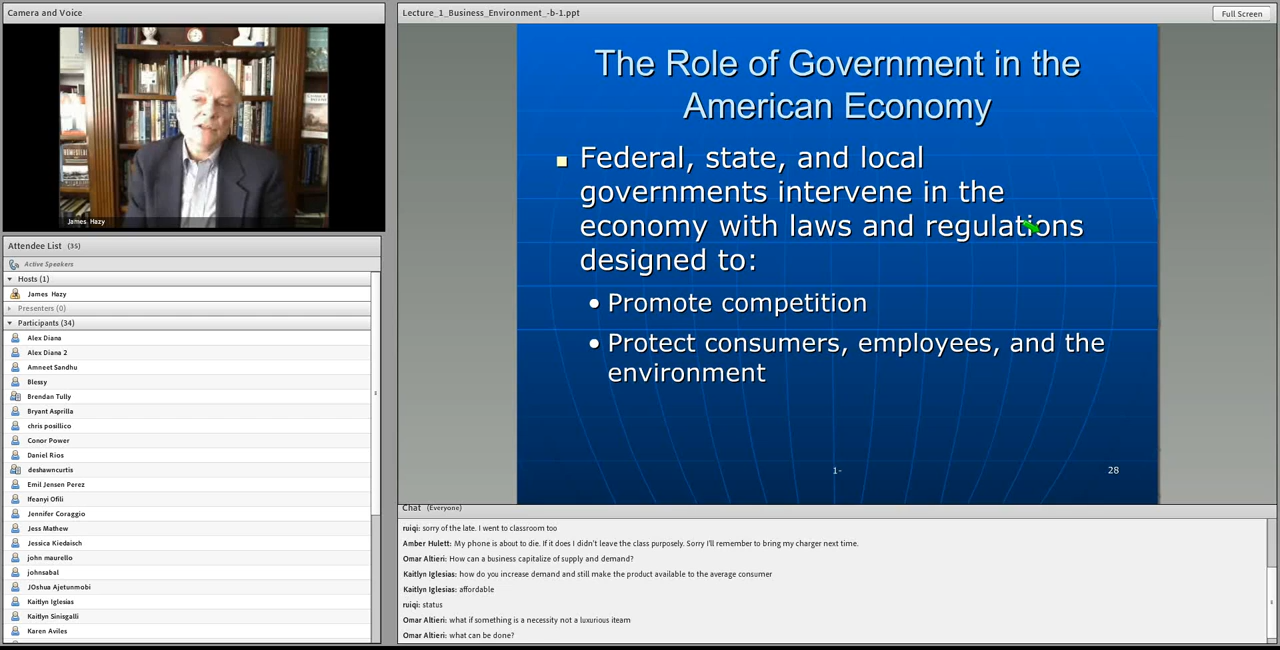 Camera and Voice
James Hazy
Attendee List (35)
Active Speakers
Hosts (1)
James Hazy
Presenters (0)
Participants (34)
Alex Diana
Alex Diana 2
Amneet Sandhu
Blessy
Brendan Tully
Bryant Asprilla
chris posillico
Conor Power
Daniel Rios
deshawncurtis
Emil Jensen Perez
Ifeanyi Ofili
Jennifer Coraggio
Jess Mathew
Jessica Kiedaisch
john maurello
johnsabal
JOshua Ajetunmobi
Kaitlyn Iglesias
Kaitlyn Sinisgalli
Karen Aviles
Lecture_1_Business_Environment_-b-1.ppt
Full Screen
The Role of Government in the
American Economy
Federal, state, and local
governments intervene in the
economy with laws and regulations
designed to:
• Promote competition
• Protect consumers, employees, and the
environment
1-
28
Chat (Everyone)
ruiqi: sorry of the late. I went to classroom too
Amber Hulett: My phone is about to die. If it does I didn't leave the class purposely. Sorry I'll remember to bring my charger next time.
Omar Altieri: How can a business capitalize of supply and demand?
Kaitlyn Iglesias: how do you increase demand and still make the product available to the average consumer
Kaitlyn Iglesias: affordable
ruiqi: status
Omar Altieri: what if something is a necessity not a luxurious iteam
Omar Altieri: what can be done?